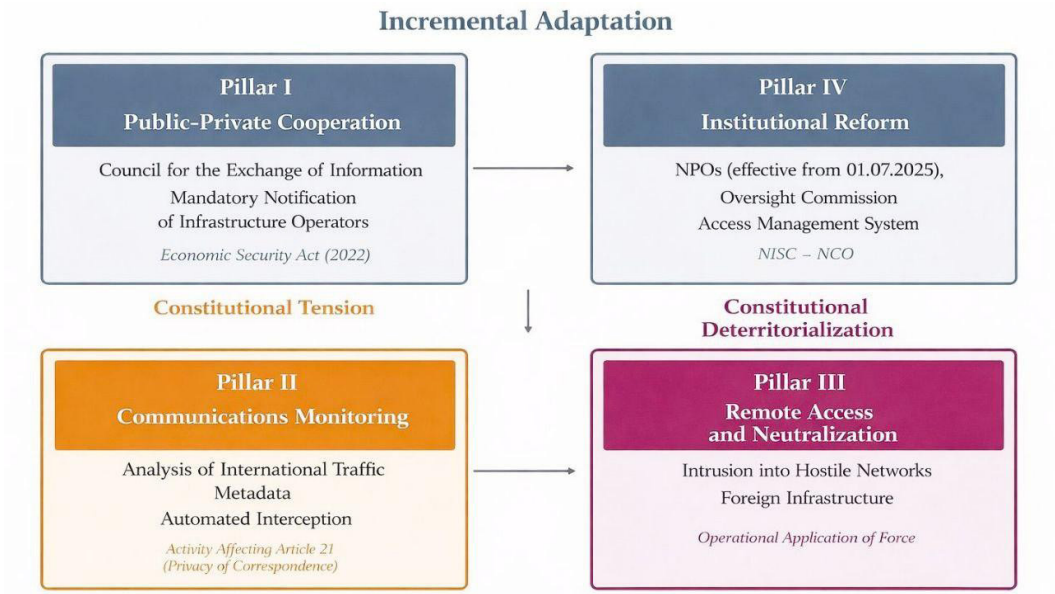 Incremental Adaptation
Pillar I
Public-Private Cooperation
Council for the Exchange of Information
Mandatory Notification
of Infrastructure Operators
Economic Security Act (2022)
Pillar IV
Institutional Reform
NPOs (effective from 01.07.2025),
Oversight Commission
Access Management System
NISC – NCO
Constitutional Tension
Constitutional
Deterritorialization
Pillar II
Communications Monitoring
Analysis of International Traffic
Metadata
Automated Interception
Activity Affecting Article 21
(Privacy of Correspondence)
Pillar III
Remote Access
and Neutralization
Intrusion into Hostile Networks
Foreign Infrastructure
Operational Application of Force